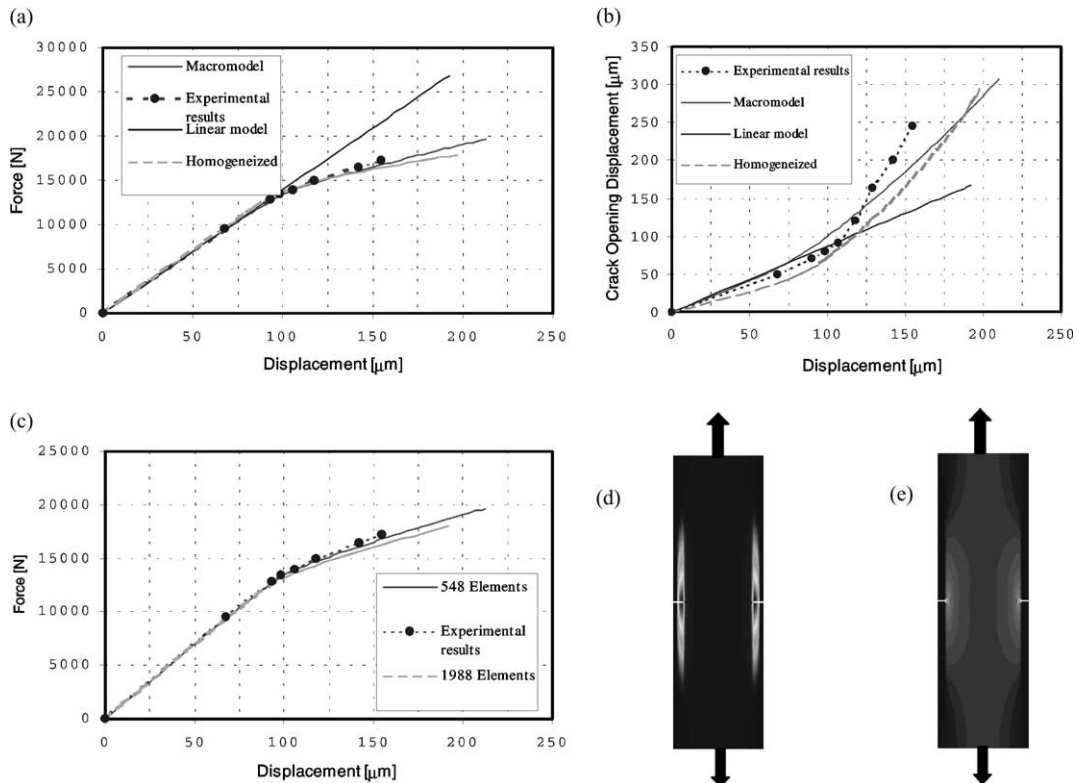 (a)
30000
25000
20000
15000
10000
5000
0
Force [N]
Macromodel
Experimental
results
Linear model
Homogeneized
0 50 100 150 200 250
Displacement [μm]
(b)
350
300
250
200
150
100
50
0
Crack Opening Displacement [μm]
Experimental results
Macromodel
Linear model
Homogeneized
0 50 100 150 200 250
Displacement [μm]
(c)
25000
20000
15000
10000
5000
0
Force [N]
548 Elements
Experimental
results
1988 Elements
0 50 100 150 200 250
Displacement [μm]
(d)
(e)